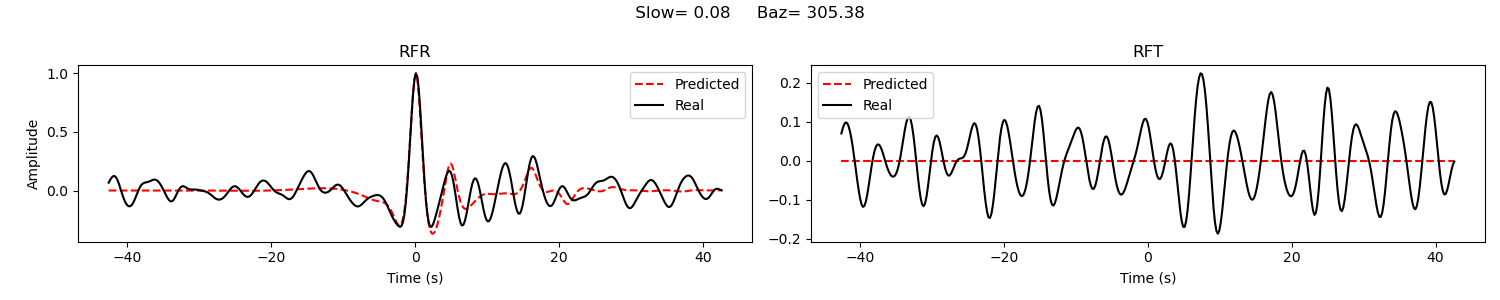 Slow= 0.08     Baz= 305.38
RFR
1.0
0.5
0.0
Amplitude
Predicted
Real
−40
−20
0
20
40
Time (s)
RFT
0.2
0.1
0.0
−0.1
−0.2
Predicted
Real
−40
−20
0
20
40
Time (s)